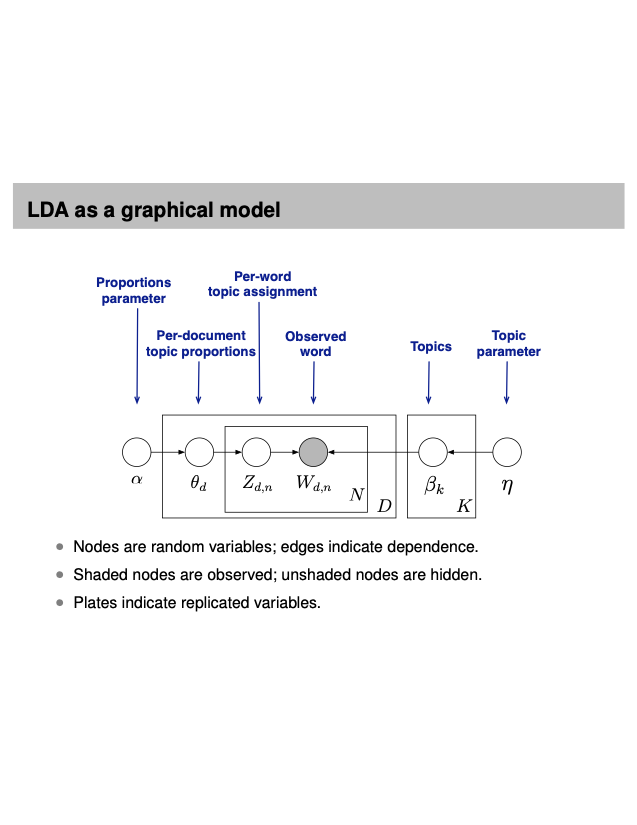 LDA as a graphical model
Proportions
parameter
Per-word
topic assignment
Per-document
topic proportions
Observed
word
Topics
Topic
parameter
α
θd
Zd,n
Wd,n
N
D
βk
K
η
Nodes are random variables; edges indicate dependence.
Shaded nodes are observed; unshaded nodes are hidden.
Plates indicate replicated variables.